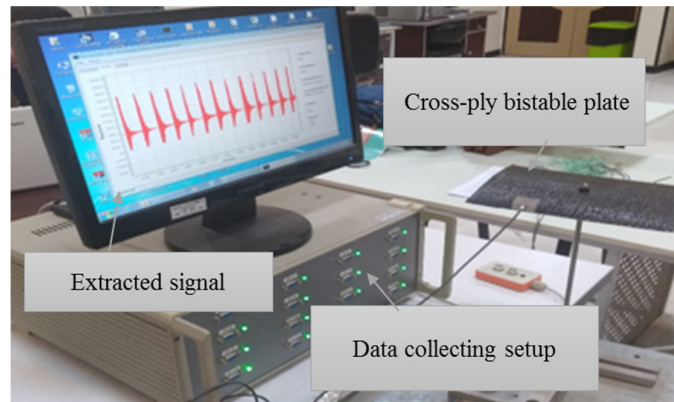 Cross-ply bistable plate
Extracted signal
Data collecting setup